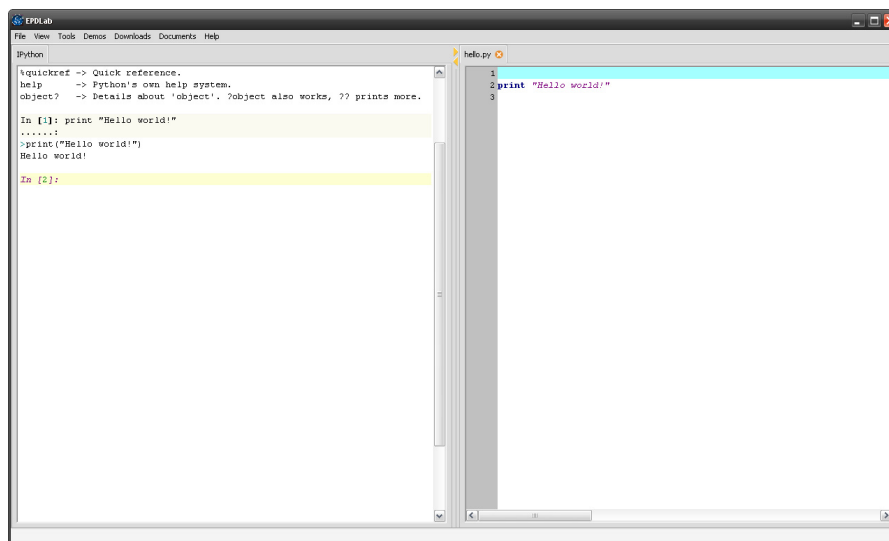 EPDLab
File View Tools Demos Downloads Documents Help
IPython
%quickref -> Quick reference.
help -> Python's own help system.
object? -> Details about 'object'. ?object also works, ?? prints more.
In [1]: print "Hello world!"
......:
>print("Hello world!")
Hello world!
In [2]:
hello.py
1
2 print "Hello world!"
3